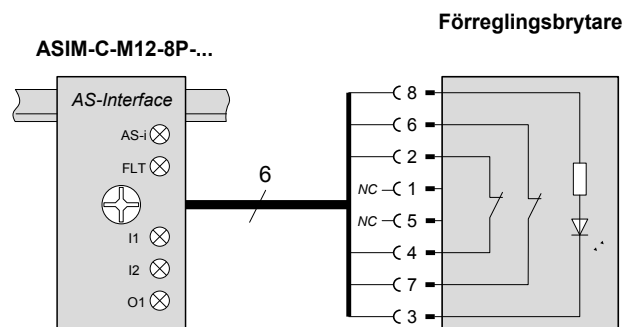 Förreglingsbrytare
ASIM-C-M12-8P-...
AS-Interface
AS-i
FLT
I1
I2
O1
6
8
6
2
NC 1
NC 5
4
7
3